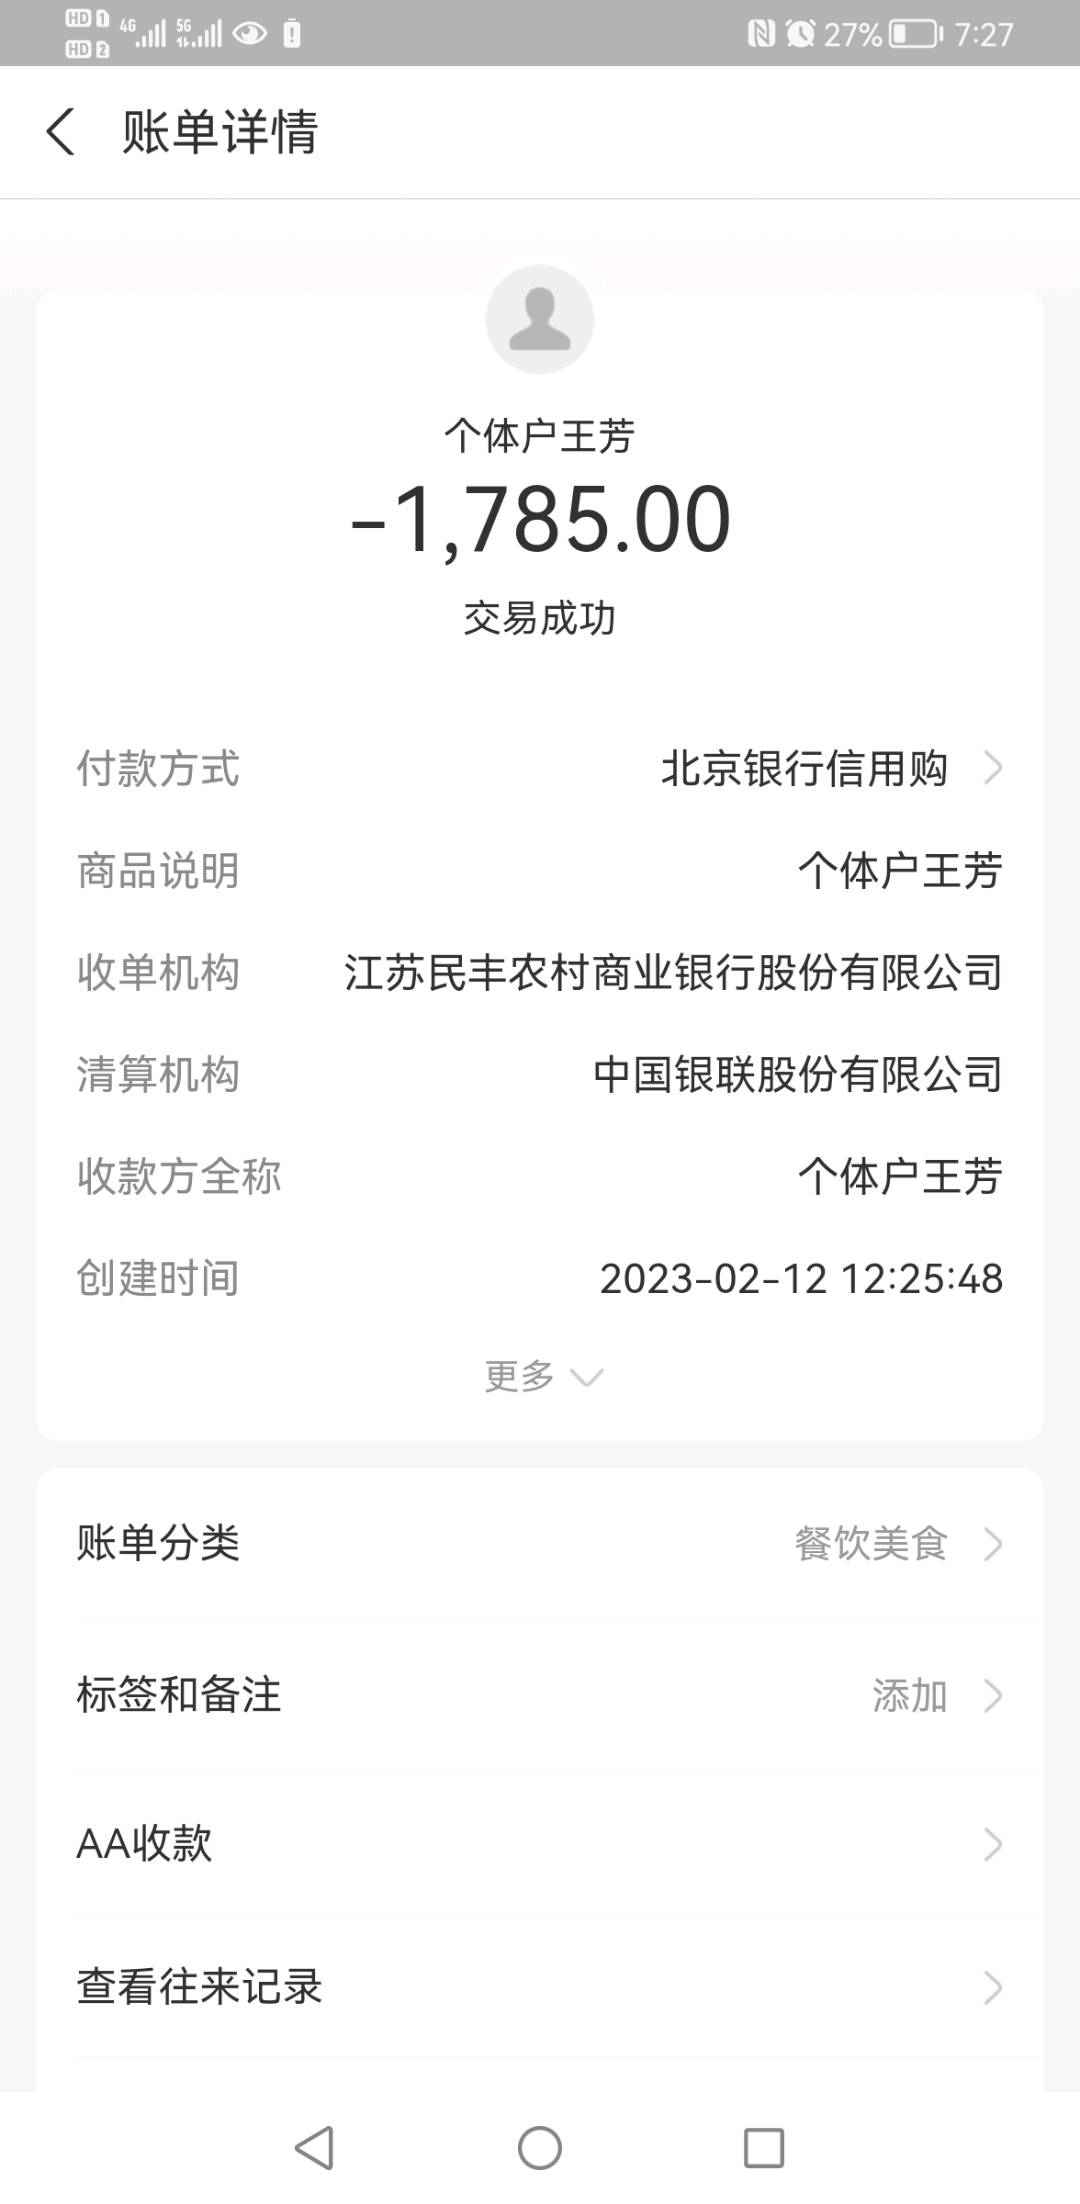 HD 1 4G 5G 27% 7:27
HD 2
账单详情
个体户王芳
-1,785.00
交易成功
付款方式 北京银行信用购
商品说明 个体户王芳
收单机构 江苏民丰农村商业银行股份有限公司
清算机构 中国银联股份有限公司
收款方全称 个体户王芳
创建时间 2023-02-12 12:25:48
更多
账单分类 餐饮美食
标签和备注 添加
AA收款
查看往来记录